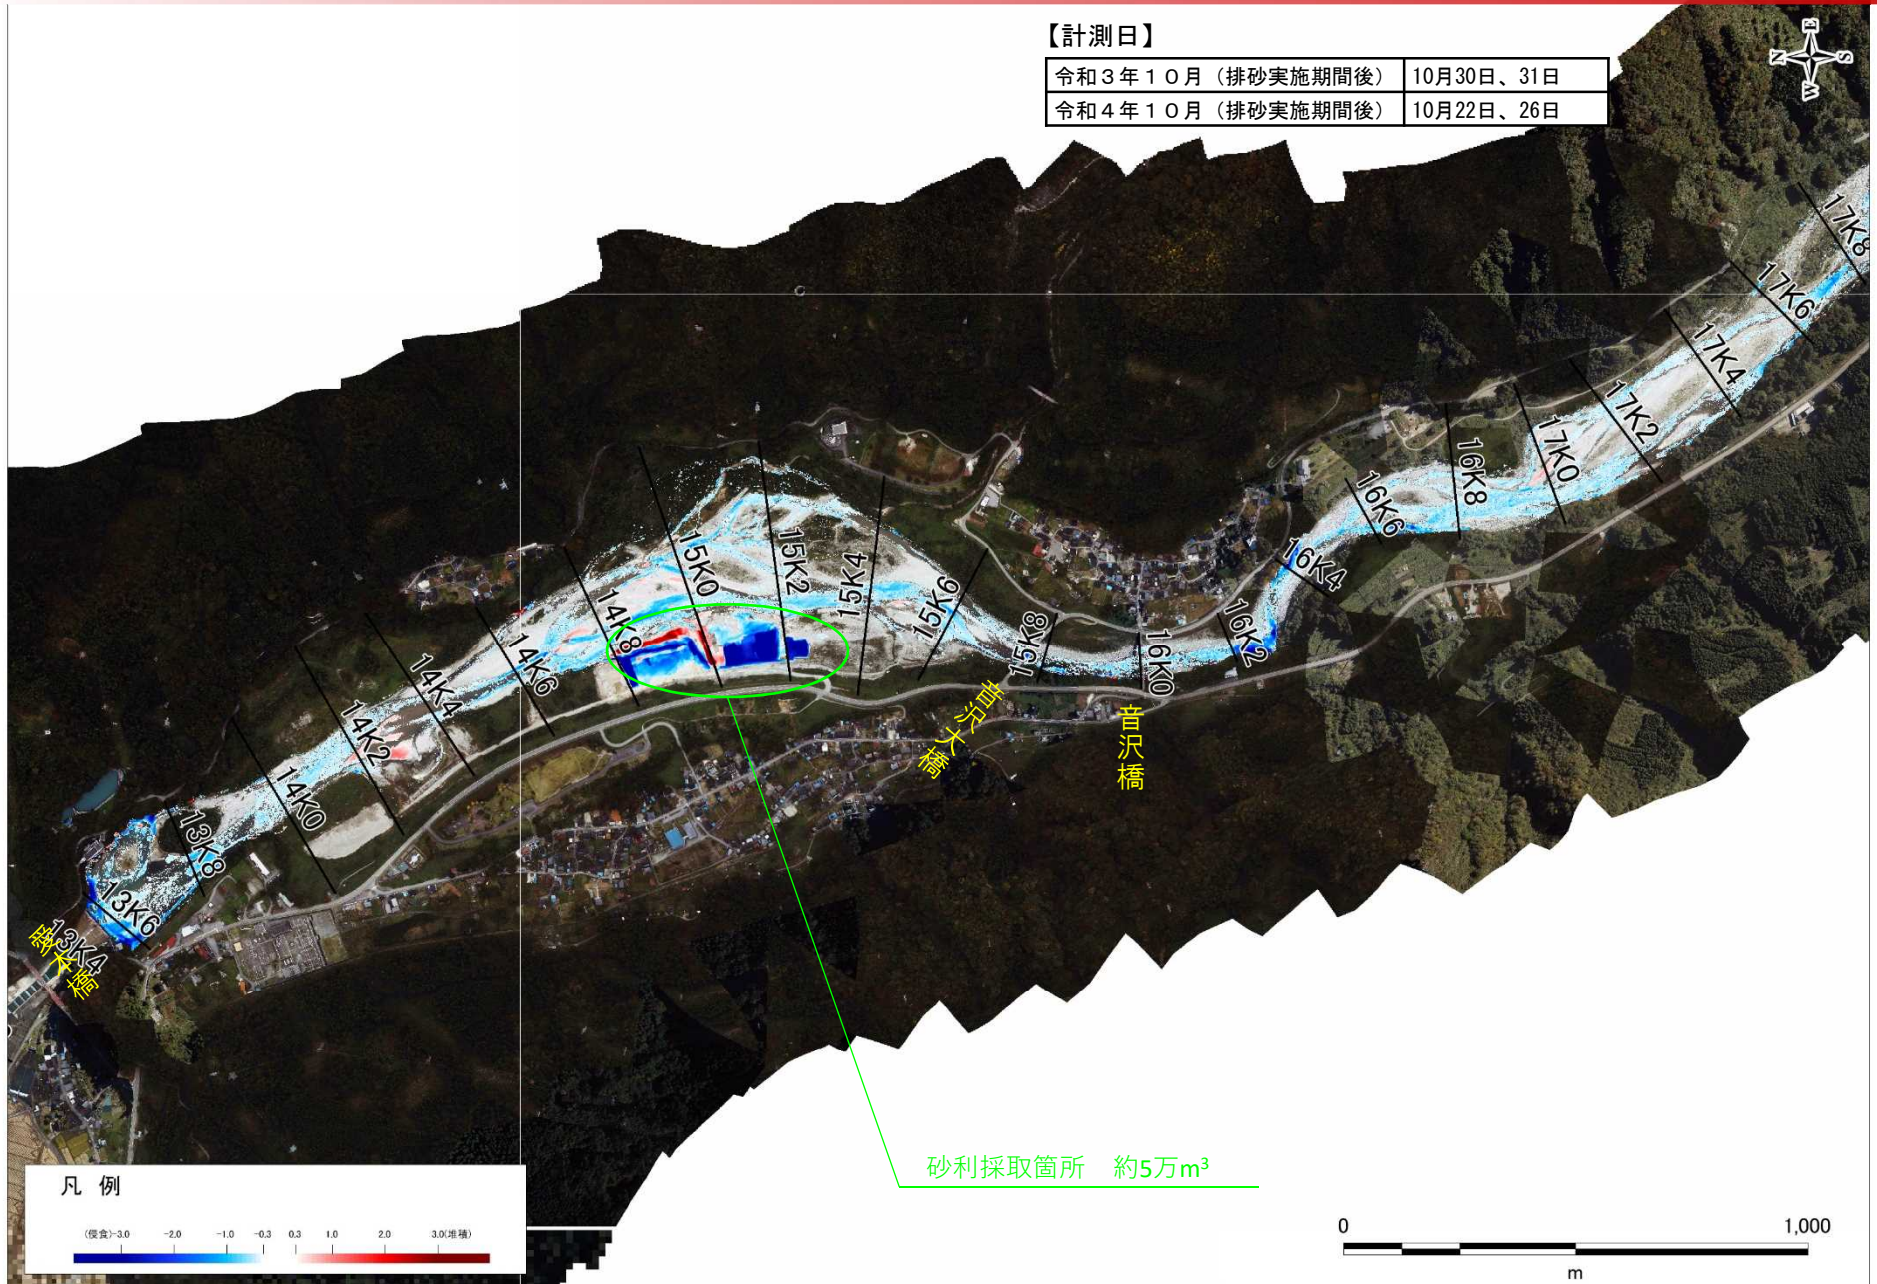 【計測日】
令和3年10月（排砂実施期間後） 10月30日、31日
令和4年10月（排砂実施期間後） 10月22日、26日
N E S W
17K8
17K6
17K4
17K2
17K0
16K8
16K6
16K4
16K2
16K0
15K8
15K6
15K4
15K2
15K0
14K8
14K6
14K4
14K2
14K0
13K8
13K6
13K4
音沢大橋
音沢橋
愛本橋
砂利採取箇所 約5万m³
凡 例
(侵食)-3.0 -2.0 -1.0 -0.3 0.3 1.0 2.0 3.0(堆積)
0 1,000
m